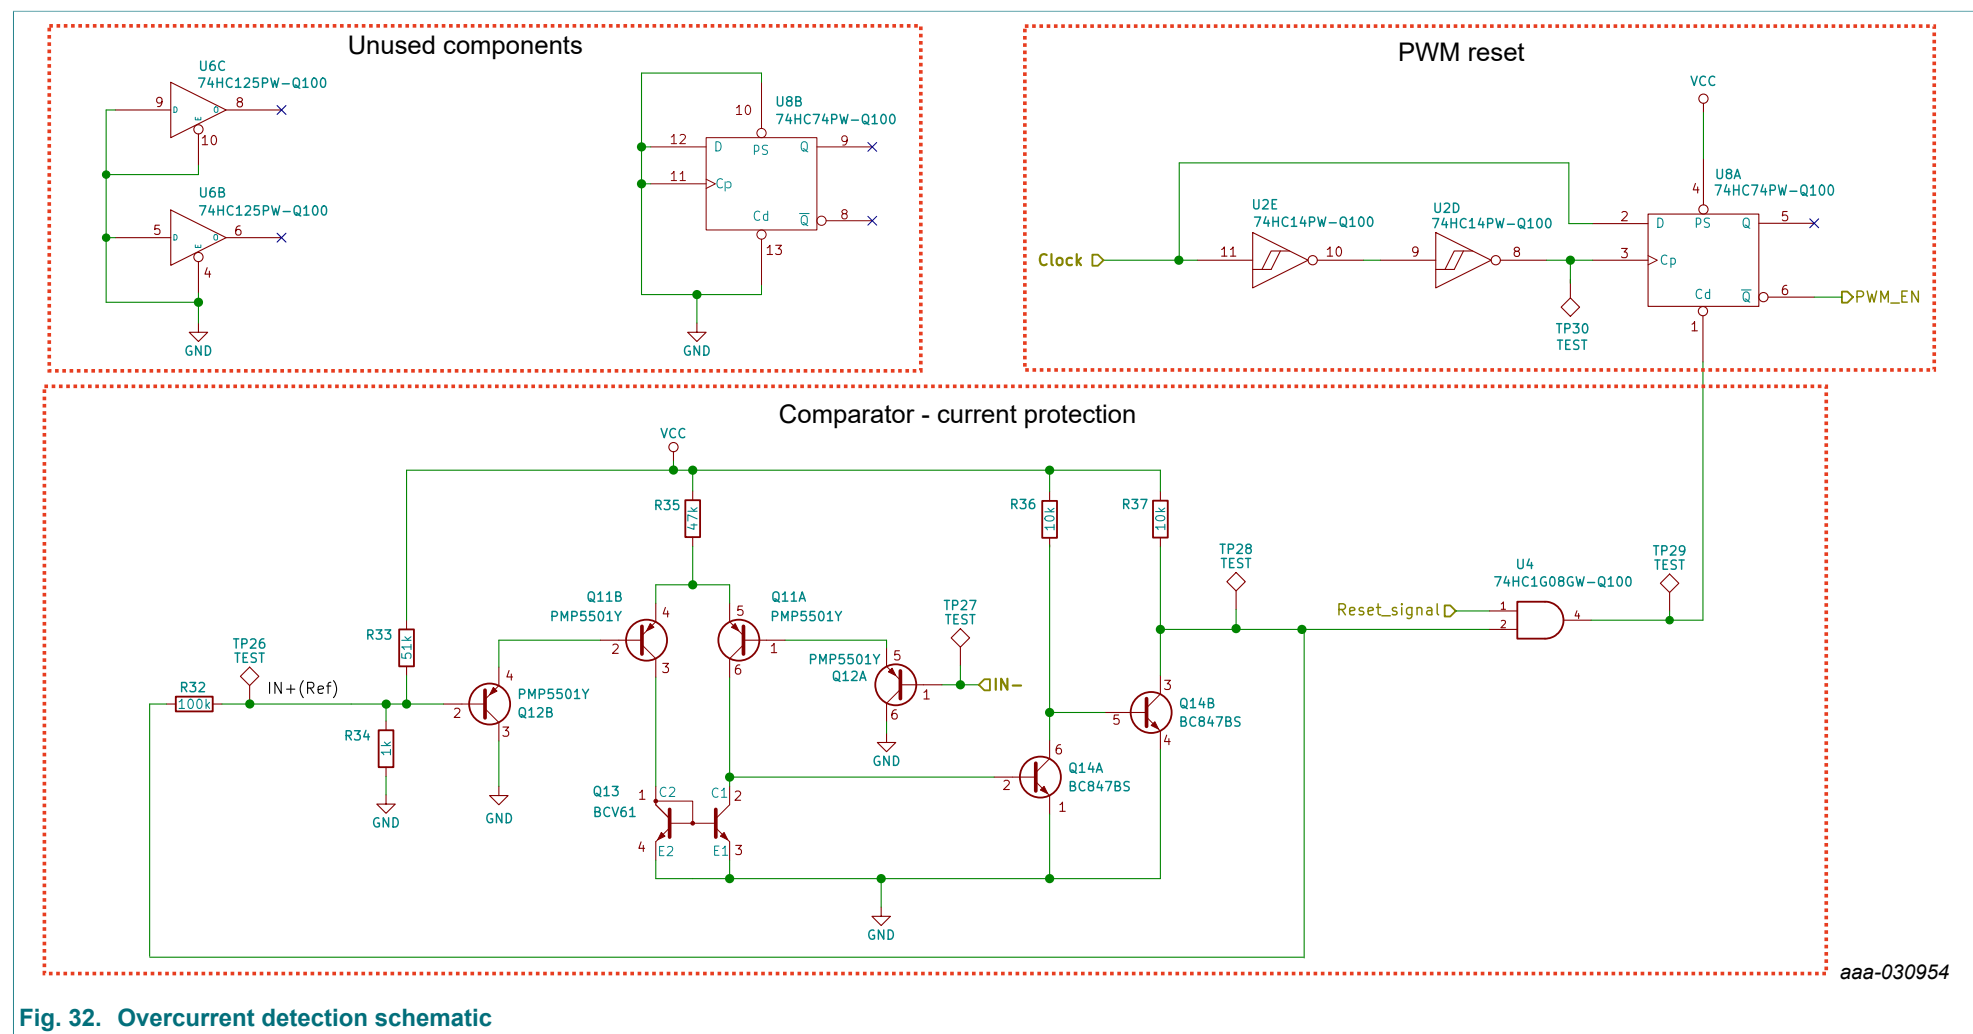 Unused components
U6C
74HC125PW-Q100
9
D
O
E
8
10
U6B
74HC125PW-Q100
5
D
O
E
6
4
GND
10
U8B
74HC74PW-Q100
12
D
PS
Q
9
11
Cp
Cd
Q
8
13
GND
PWM reset
VCC
4
U8A
74HC74PW-Q100
U2E
74HC14PW-Q100
U2D
74HC14PW-Q100
2
D
PS
Q
5
Clock
11
10
9
8
3
Cp
Cd
Q
6
PWM_EN
1
TP30
TEST
Comparator - current protection
VCC
R35
47k
R36
10k
R37
10k
TP28
TEST
TP29
TEST
U4
74HC1G08GW-Q100
Reset_signal
1
2
4
Q11B
PMP5501Y
4
2
3
Q11A
PMP5501Y
5
1
6
TP27
TEST
R33
51k
TP26
TEST
PMP5501Y
Q12A
5
1
6
IN-
GND
R32
100k
IN+(Ref)
4
2
3
PMP5501Y
Q12B
GND
R34
1k
GND
3
5
4
Q14B
BC847BS
6
2
1
Q14A
BC847BS
Q13
BCV61
1
C2
C1
2
4
E2
E1
3
GND
aaa-030954
Fig. 32. Overcurrent detection schematic